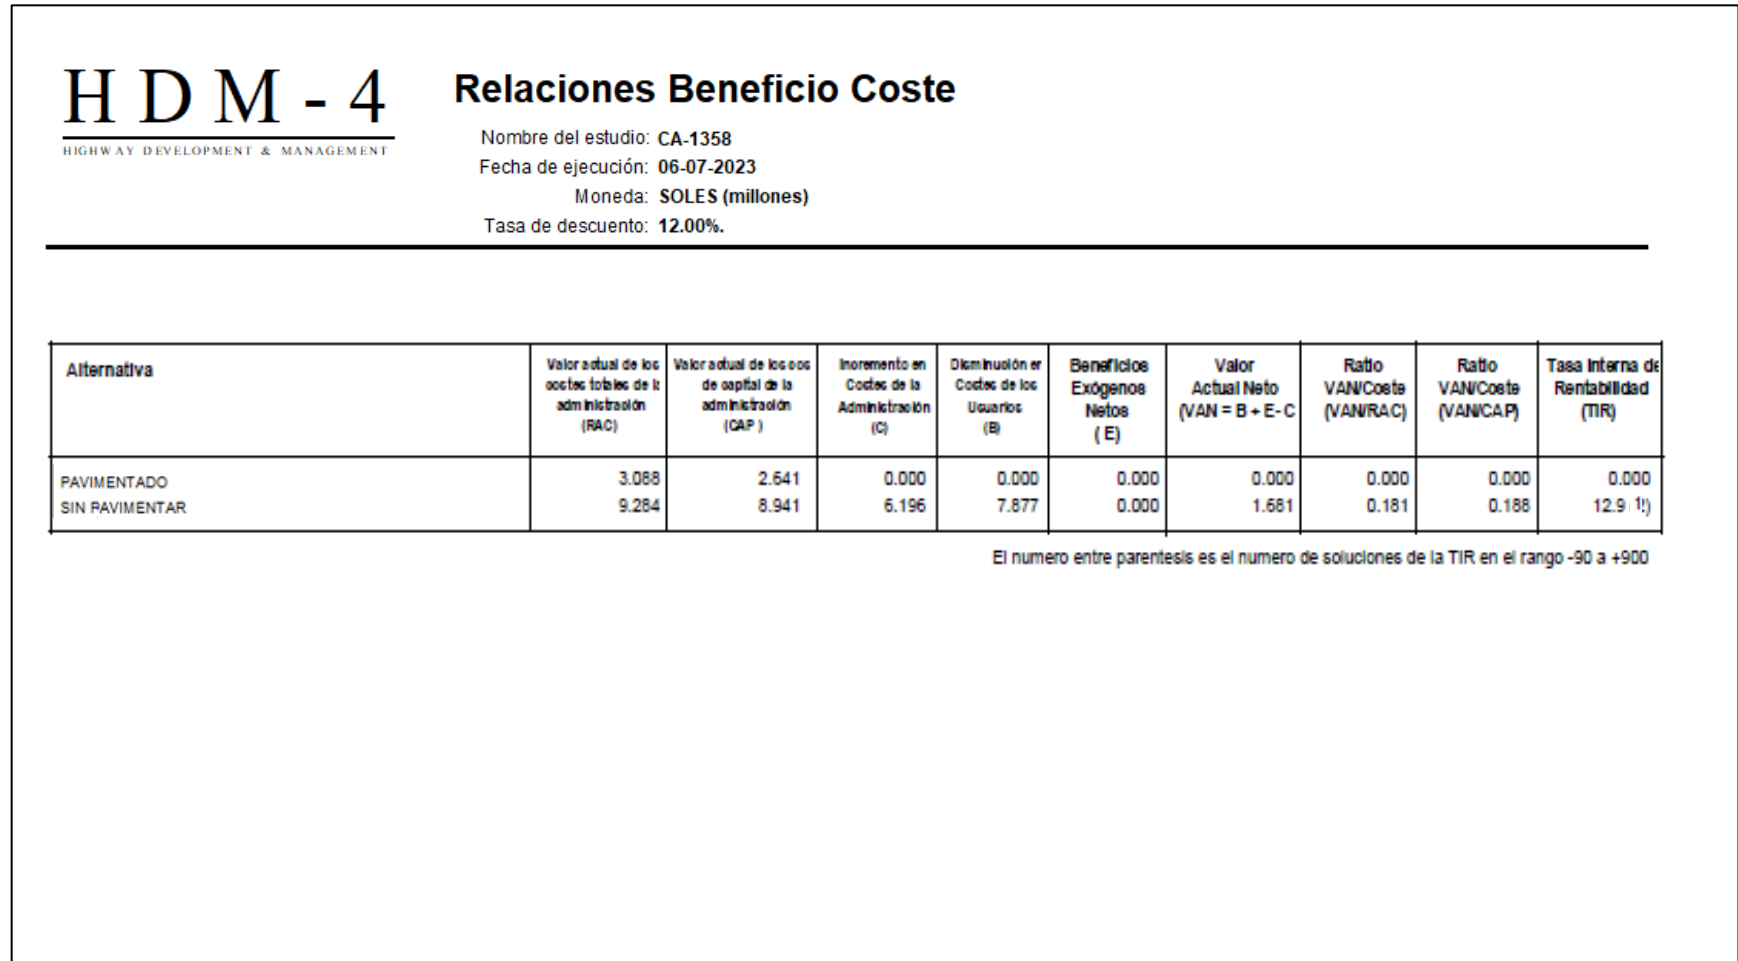 HDM-4
HIGHWAY DEVELOPMENT & MANAGEMENT
Relaciones Beneficio Coste
Nombre del estudio: CA-1358
Fecha de ejecución: 06-07-2023
Moneda: SOLES (millones)
Tasa de descuento: 12.00%.
Alternativa
Valor actual de los
costes totales de la
administración
(RAC)
Valor actual de los cos
de capital de la
administración
(CAP )
Incremento en
Costes de la
Administración
(C)
Disminución er
Costes de los
Usuarios
(B)
Beneficios
Exógenos
Netos
( E)
Valor
Actual Neto
(VAN = B + E- C
Ratio
VAN/Coste
(VAN/RAC)
Ratio
VAN/Coste
(VAN/CAP)
Tasa Interna de
Rentabilidad
(TIR)
PAVIMENTADO 3.088 2.641 0.000 0.000 0.000 0.000 0.000 0.000 0.000
SIN PAVIMENTAR 9.284 8.941 6.196 7.877 0.000 1.681 0.181 0.188 12.9
El numero entre parentesis es el numero de soluciones de la TIR en el rango -90 a +900